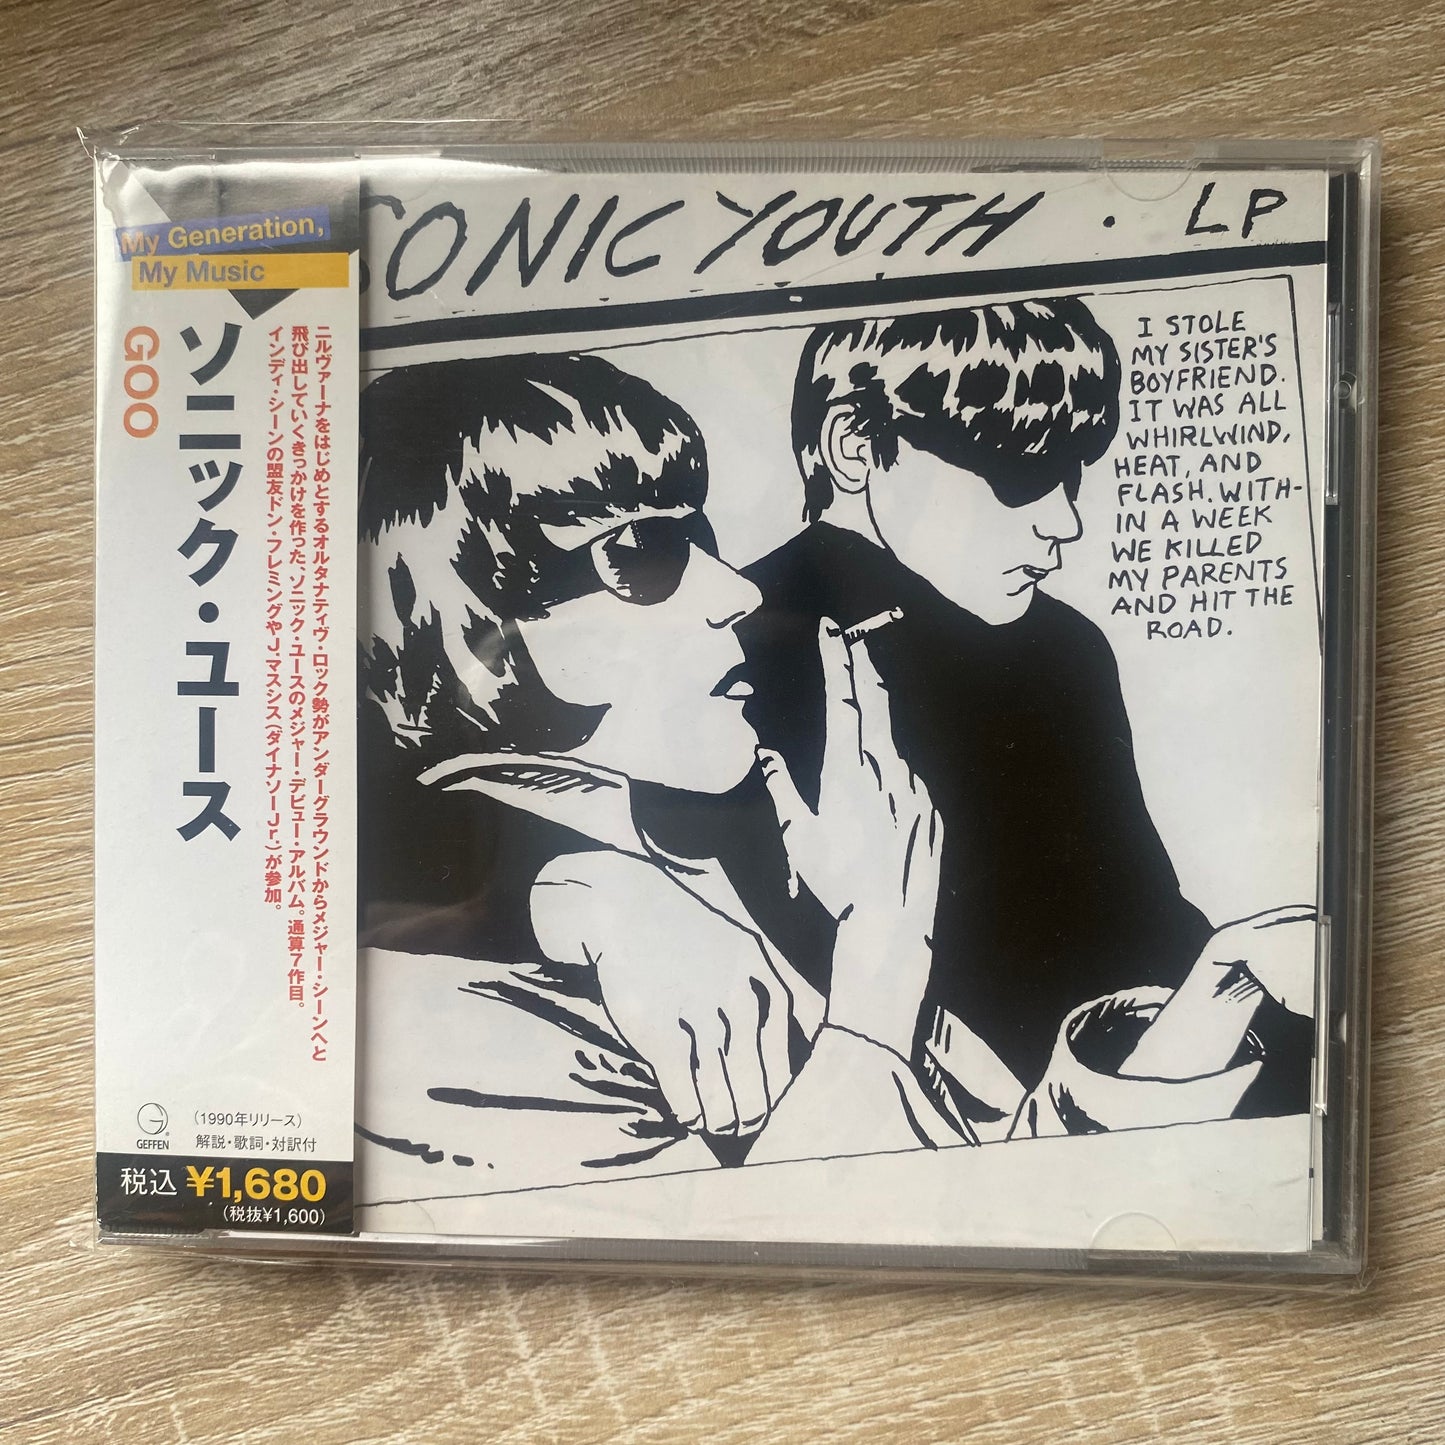 My Generation,
My Music
GOO
ソニック・ユース
ニルヴァーナをはじめとするオルタナティヴ・ロック勢がアンダーグラウンドからメジャー・シーンへと
飛び出していくきっかけを作った、ソニック・ユースのメジャー・デビュー・アルバム。通算7作目。
インディ・シーンの盟友ドン・フレミングやJ.マスシス(ダイナソーJr.)が参加。
GEFFEN
(1990年リリース)
解説・歌詞・対訳付
税込 ¥1,680
(税抜¥1,600)
SONIC YOUTH · LP
I STOLE
MY SISTER'S
BOYFRIEND.
IT WAS ALL
WHIRLWIND,
HEAT, AND
FLASH. WITH-
IN A WEEK
WE KILLED
MY PARENTS
AND HIT THE
ROAD.